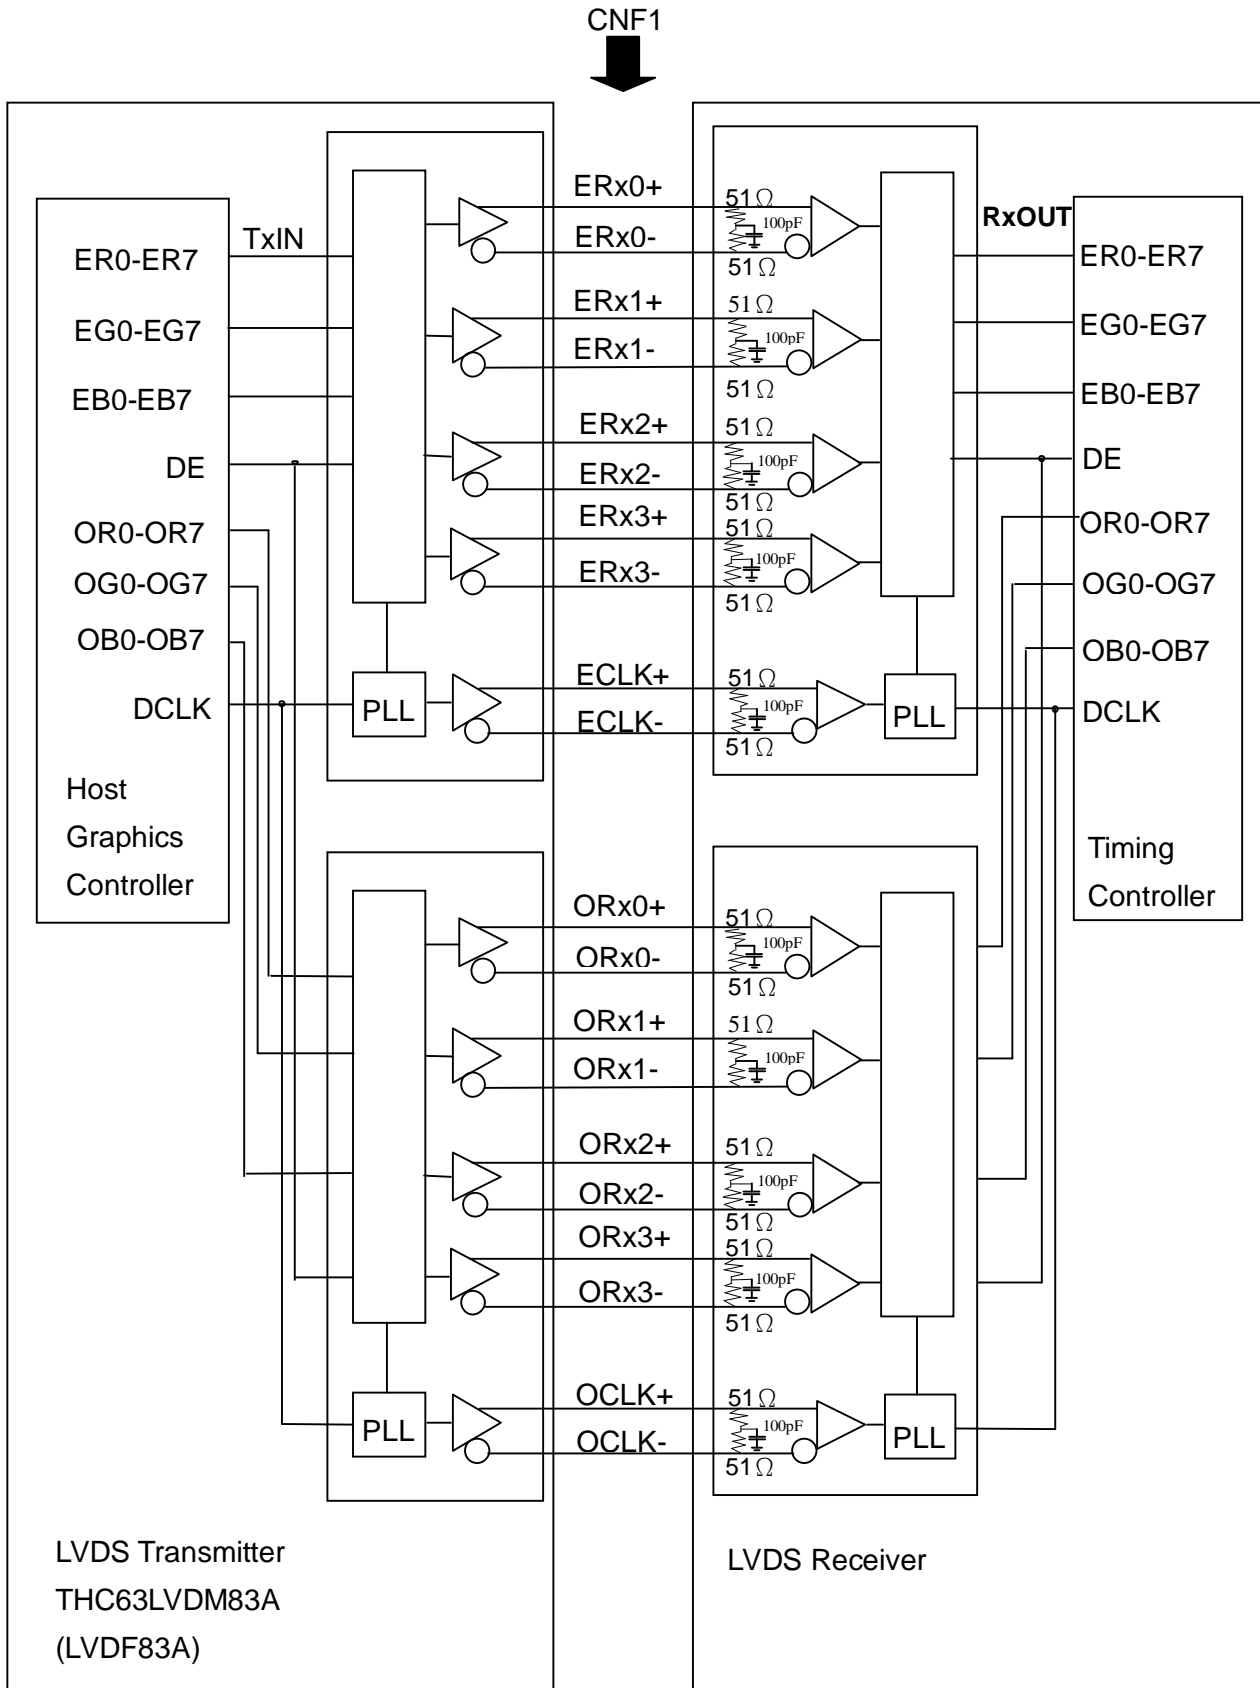 CNF1
TxIN
ER0-ER7
EG0-EG7
EB0-EB7
DE
OR0-OR7
OG0-OG7
OB0-OB7
DCLK
Host
Graphics
Controller
PLL
ERx0+
ERx0-
ERx1+
ERx1-
ERx2+
ERx2-
ERx3+
ERx3-
ECLK+
ECLK-
51Ω
100pF
51Ω
51Ω
100pF
51Ω
51Ω
100pF
51Ω
51Ω
100pF
51Ω
51Ω
100pF
51Ω
PLL
RxOUT
ER0-ER7
EG0-EG7
EB0-EB7
DE
OR0-OR7
OG0-OG7
OB0-OB7
DCLK
Timing
Controller
PLL
ORx0+
ORx0-
ORx1+
ORx1-
ORx2+
ORx2-
ORx3+
ORx3-
OCLK+
OCLK-
51Ω
100pF
51Ω
51Ω
100pF
51Ω
100pF
51Ω
51Ω
100pF
51Ω
51Ω
100pF
51Ω
PLL
LVDS Transmitter
THC63LVDM83A
(LVDF83A)
LVDS Receiver